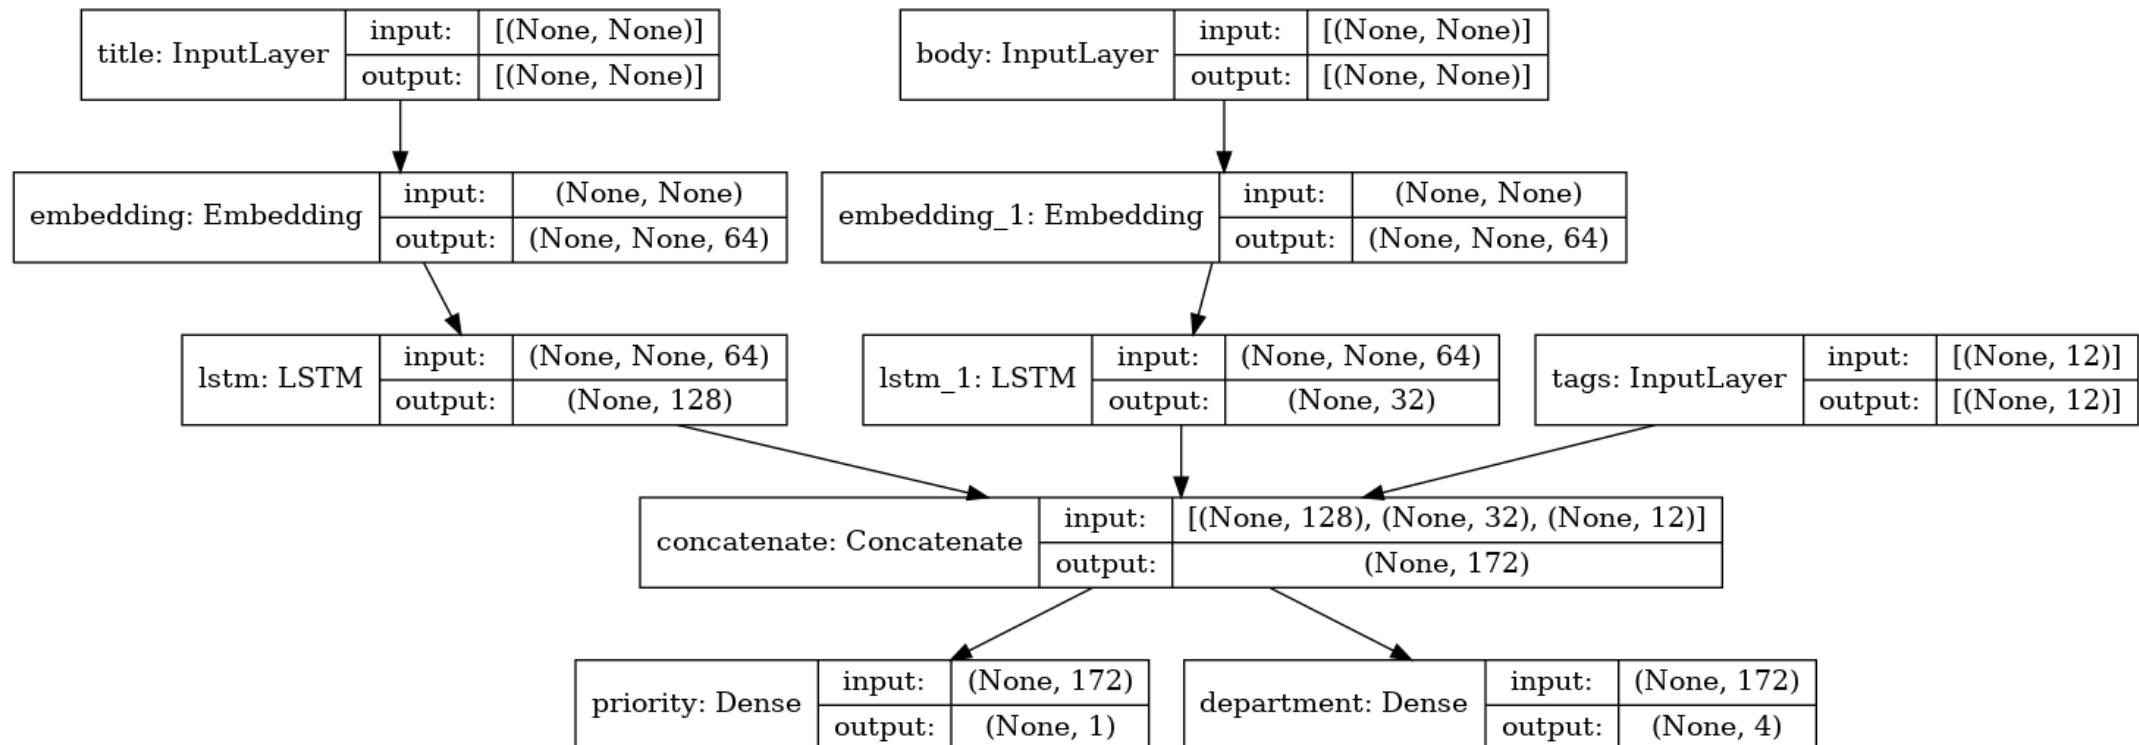 title: InputLayer
input: [(None, None)]
output: [(None, None)]
body: InputLayer
input: [(None, None)]
output: [(None, None)]
embedding: Embedding
input: (None, None)
output: (None, None, 64)
embedding_1: Embedding
input: (None, None)
output: (None, None, 64)
lstm: LSTM
input: (None, None, 64)
output: (None, 128)
lstm_1: LSTM
input: (None, None, 64)
output: (None, 32)
tags: InputLayer
input: [(None, 12)]
output: [(None, 12)]
concatenate: Concatenate
input: [(None, 128), (None, 32), (None, 12)]
output: (None, 172)
priority: Dense
input: (None, 172)
output: (None, 1)
department: Dense
input: (None, 172)
output: (None, 4)